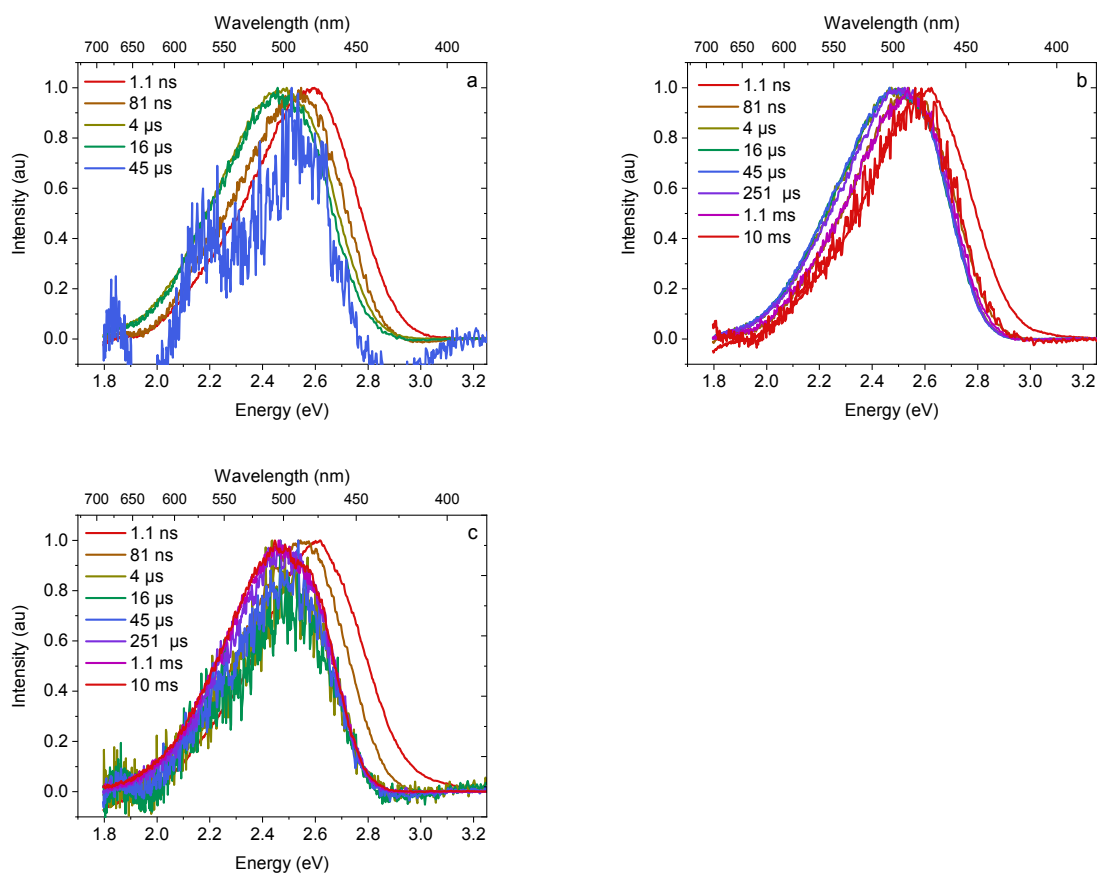 Wavelength (nm)
700 650 600 550 500 450 400
a
1.1 ns
81 ns
4 µs
16 µs
45 µs
Intensity (au)
1.0
0.8
0.6
0.4
0.2
0.0
1.8 2.0 2.2 2.4 2.6 2.8 3.0 3.2
Energy (eV)
Wavelength (nm)
700 650 600 550 500 450 400
b
1.1 ns
81 ns
4 µs
16 µs
45 µs
251 µs
1.1 ms
10 ms
Intensity (au)
1.0
0.8
0.6
0.4
0.2
0.0
1.8 2.0 2.2 2.4 2.6 2.8 3.0 3.2
Energy (eV)
Wavelength (nm)
700 650 600 550 500 450 400
c
1.1 ns
81 ns
4 µs
16 µs
45 µs
251 µs
1.1 ms
10 ms
Intensity (au)
1.0
0.8
0.6
0.4
0.2
0.0
1.8 2.0 2.2 2.4 2.6 2.8 3.0 3.2
Energy (eV)